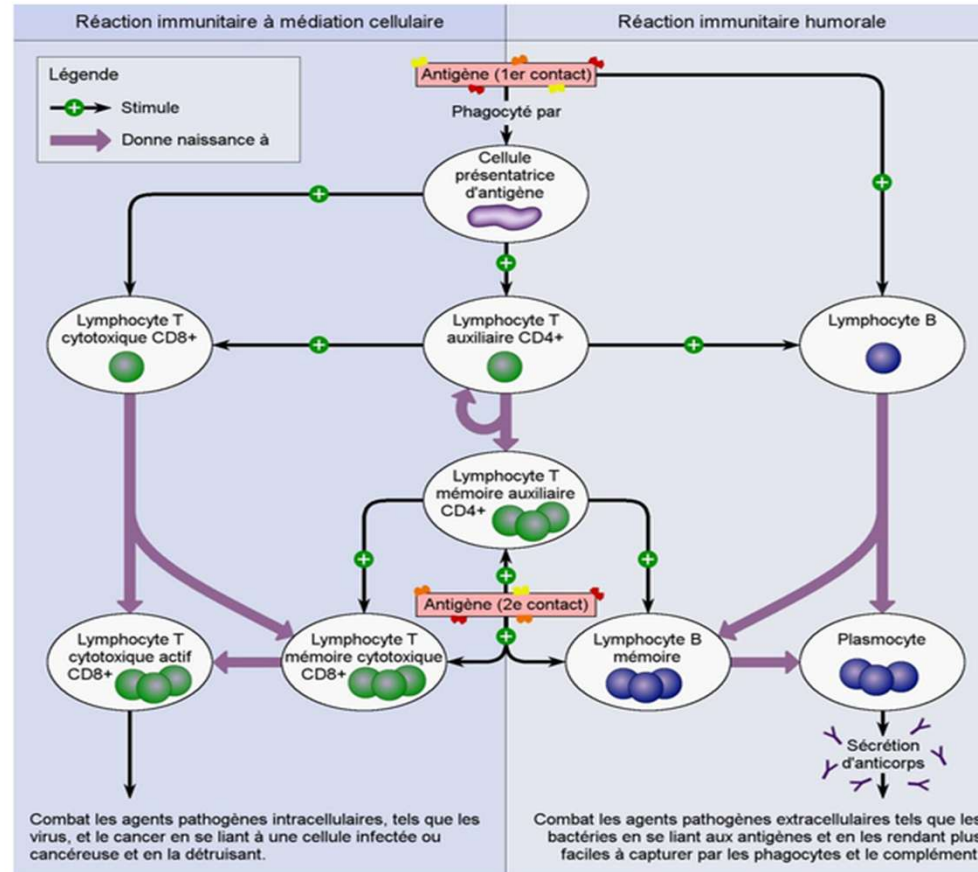 Réaction immunitaire à médiation cellulaire
Réaction immunitaire humorale
Légende
Stimule
Donne naissance à
Antigène (1er contact)
Phagocyté par
Cellule
présentatrice
d'antigène
Lymphocyte T
cytotoxique CD8+
Lymphocyte T
auxiliaire CD4+
Lymphocyte B
Lymphocyte T
mémoire auxiliaire
CD4+
Antigène (2e contact)
Lymphocyte T
cytotoxique actif
CD8+
Lymphocyte T
mémoire cytotoxique
CD8+
Lymphocyte B
mémoire
Plasmocyte
Sécrétion
d'anticorps
Combat les agents pathogènes intracellulaires, tels que les
virus, et le cancer en se liant à une cellule infectée ou
cancéreuse et en la détruisant.
Combat les agents pathogènes extracellulaires tels que les
bactéries en se liant aux antigènes et en les rendant plus
faciles à capturer par les phagocytes et le complément